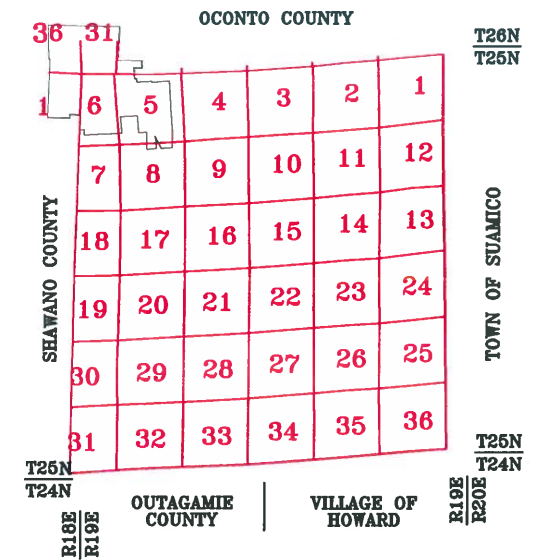 OCONTO COUNTY
36 31
T26N
T25N
1 6 5 4 3 2 1
7 8 9 10 11 12
18 17 16 15 14 13
19 20 21 22 23 24
30 29 28 27 26 25
31 32 33 34 35 36
SHAWANO COUNTY
TOWN OF SUAMICO
T25N
T24N
T25N
T24N
R18E
R19E
OUTAGAMIE
COUNTY
VILLAGE OF
HOWARD
R19E
R20E